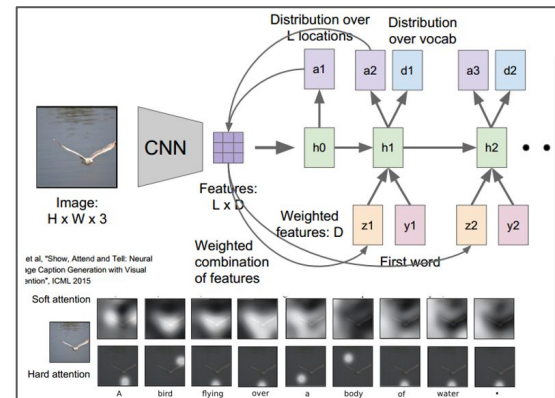 Distribution over
L locations
Distribution
over vocab
a1
a2
d1
a3
d2
CNN
h0
h1
h2
Image:
H x W x 3
Features:
L x D
Weighted
features: D
z1
y1
z2
y2
Weighted
combination
of features
First word
et al, "Show, Attend and Tell: Neural
ge Caption Generation with Visual
ention", ICML 2015
Soft attention
Hard attention
A bird flying over a body of water .